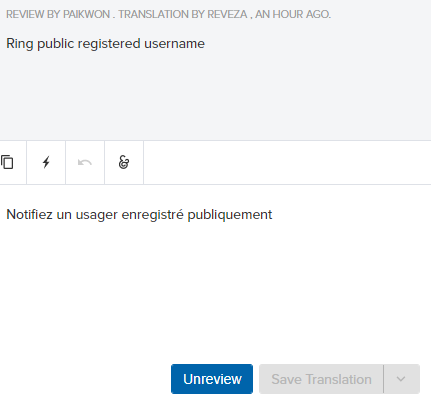 REVIEW BY PAIKWON . TRANSLATION BY REVEZA , AN HOUR AGO.
Ring public registered username
Notifiez un usager enregistré publiquement
Unreview
Save Translation